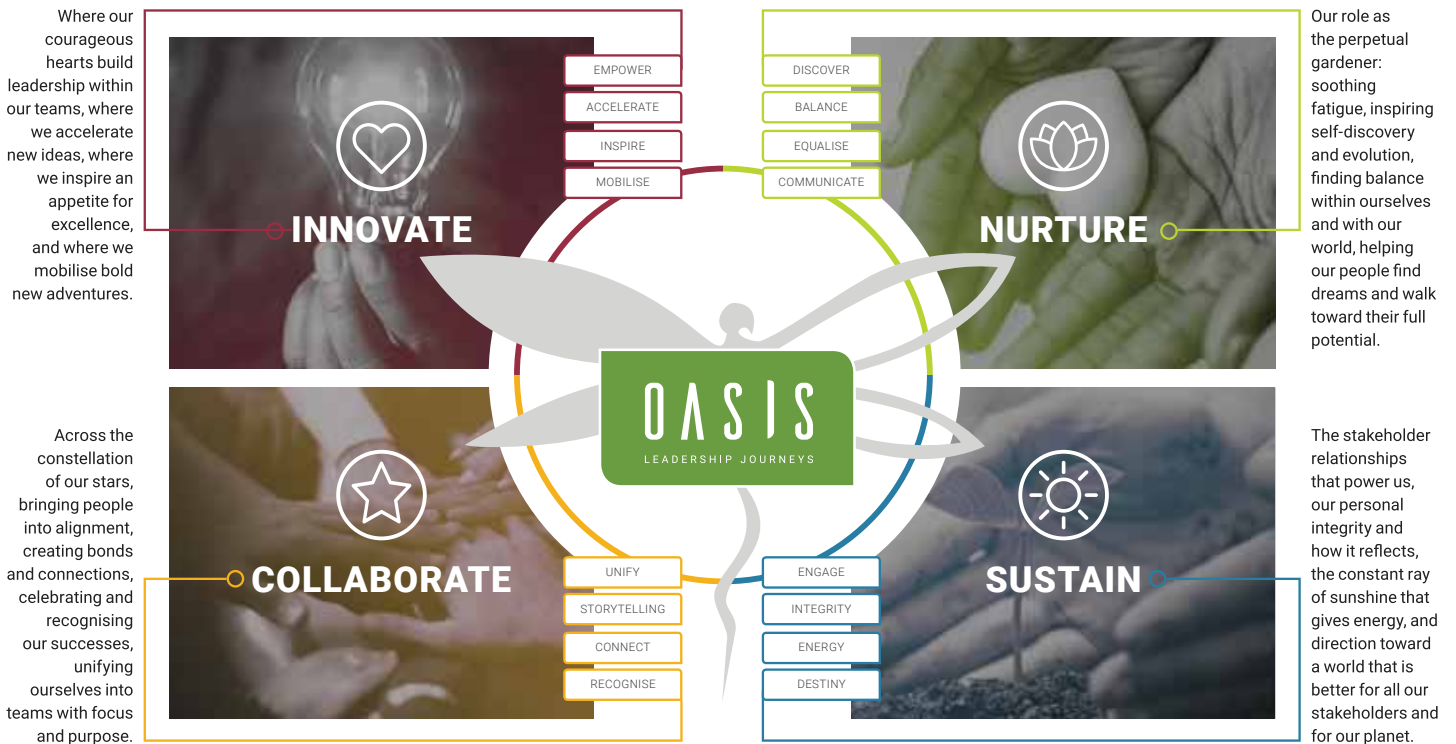 Where our
courageous
hearts build
leadership within
our teams, where
we accelerate
new ideas, where
we inspire an
appetite for
excellence,
and where we
mobilise bold
new adventures.
INNOVATE
EMPOWER
ACCELERATE
INSPIRE
MOBILISE
DISCOVER
BALANCE
EQUALISE
COMMUNICATE
NURTURE
Our role as
the perpetual
gardener:
soothing
fatigue, inspiring
self-discovery
and evolution,
finding balance
within ourselves
and with our
world, helping
our people find
dreams and walk
toward their full
potential.
OASIS
LEADERSHIP JOURNEYS
Across the
constellation
of our stars,
bringing people
into alignment,
creating bonds
and connections,
celebrating and
recognising
our successes,
unifying
ourselves into
teams with focus
and purpose.
COLLABORATE
UNIFY
STORYTELLING
CONNECT
RECOGNISE
ENGAGE
INTEGRITY
ENERGY
DESTINY
SUSTAIN
The stakeholder
relationships
that power us,
our personal
integrity and
how it reflects,
the constant ray
of sunshine that
gives energy, and
direction toward
a world that is
better for all our
stakeholders and
for our planet.